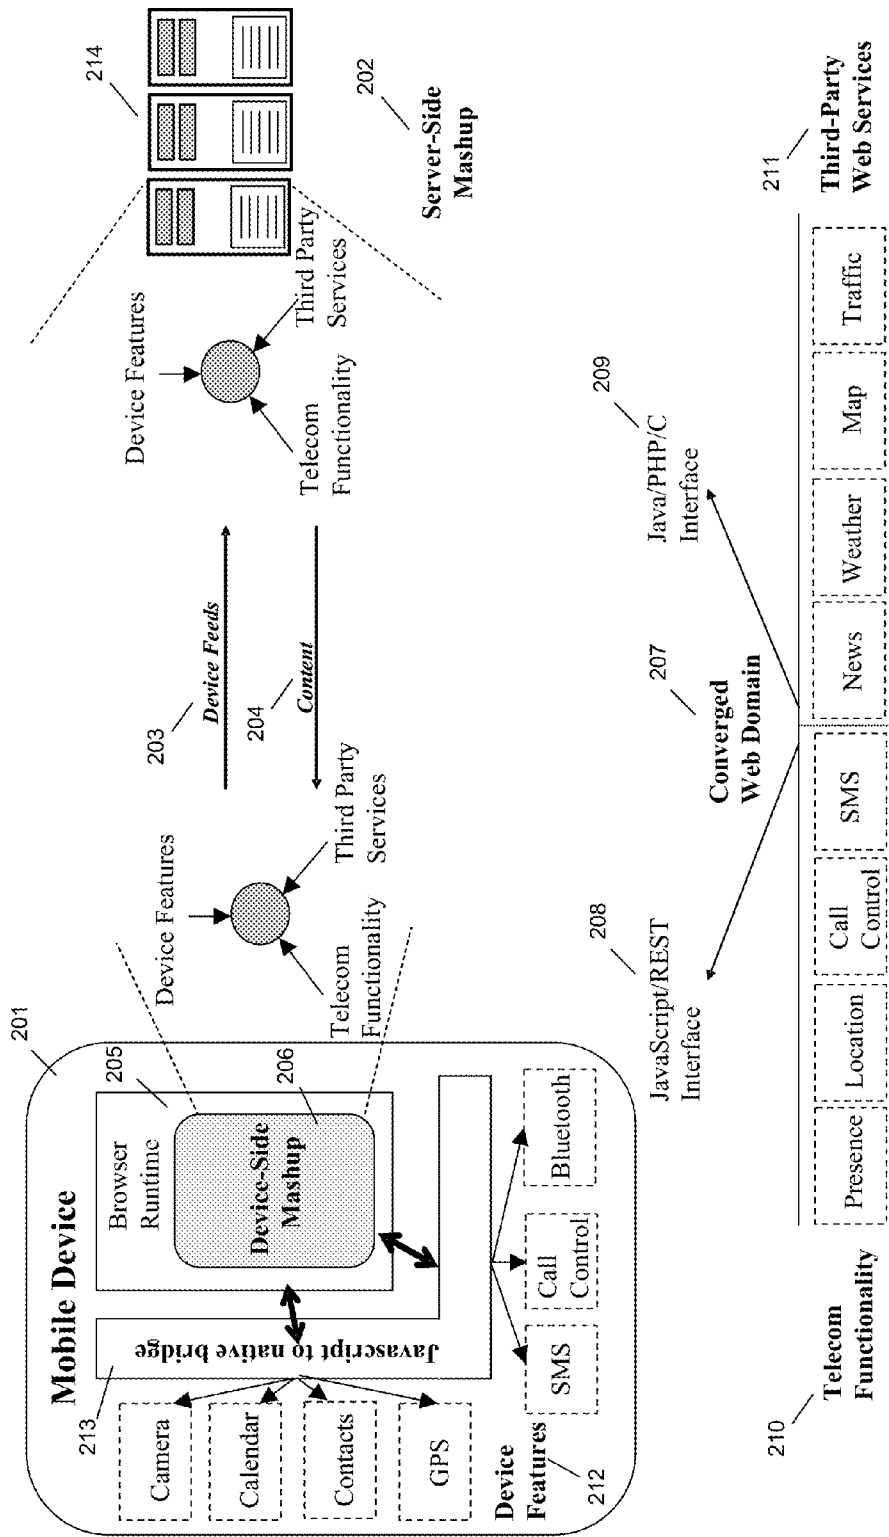 Mobile Device
201
213
Javascript to native
bridge
Browser
Runtime
205
Device-Side
Mashup
206
Camera
Calendar
Contacts
GPS
Device
Features
212
SMS
Call
Control
Bluetooth
Device Features
Telecom
Functionality
Third Party
Services
203
Device Feeds
204
Content
Device Features
Telecom
Functionality
Third Party
Services
214
202
Server-Side
Mashup
208
JavaScript/REST
Interface
207
Converged
Web Domain
209
Java/PHP/C
Interface
210
Telecom
Functionality
Presence
Location
Call
Control
SMS
News
Weather
Map
Traffic
211
Third-Party
Web Services